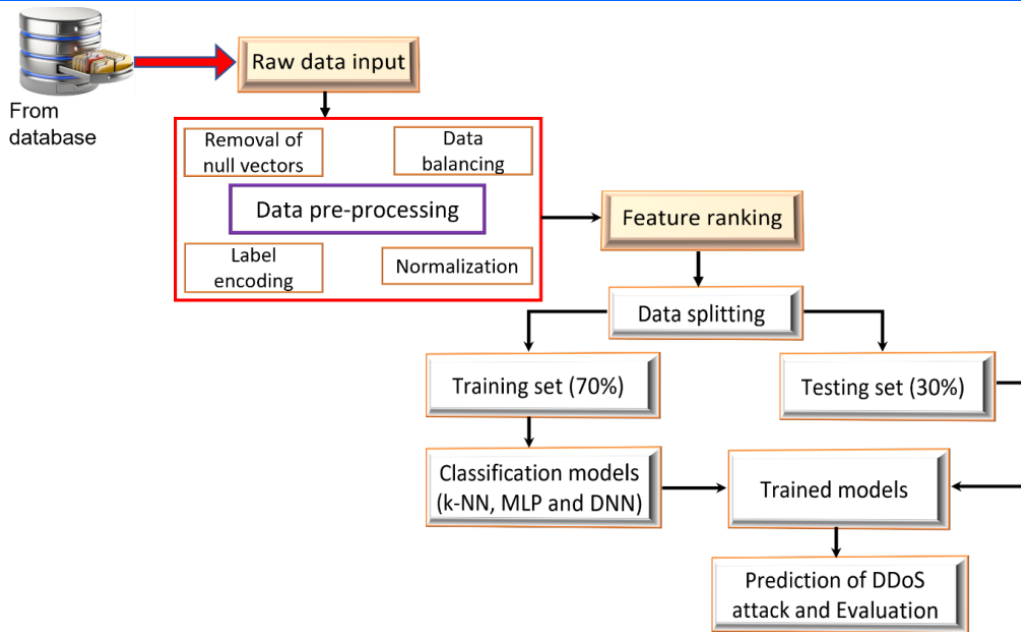 From
database
Raw data input
Removal of
null vectors
Data
balancing
Data pre-processing
Label
encoding
Normalization
Feature ranking
Data splitting
Training set (70%)
Testing set (30%)
Classification models
(k-NN, MLP and DNN)
Trained models
Prediction of DDoS
attack and Evaluation